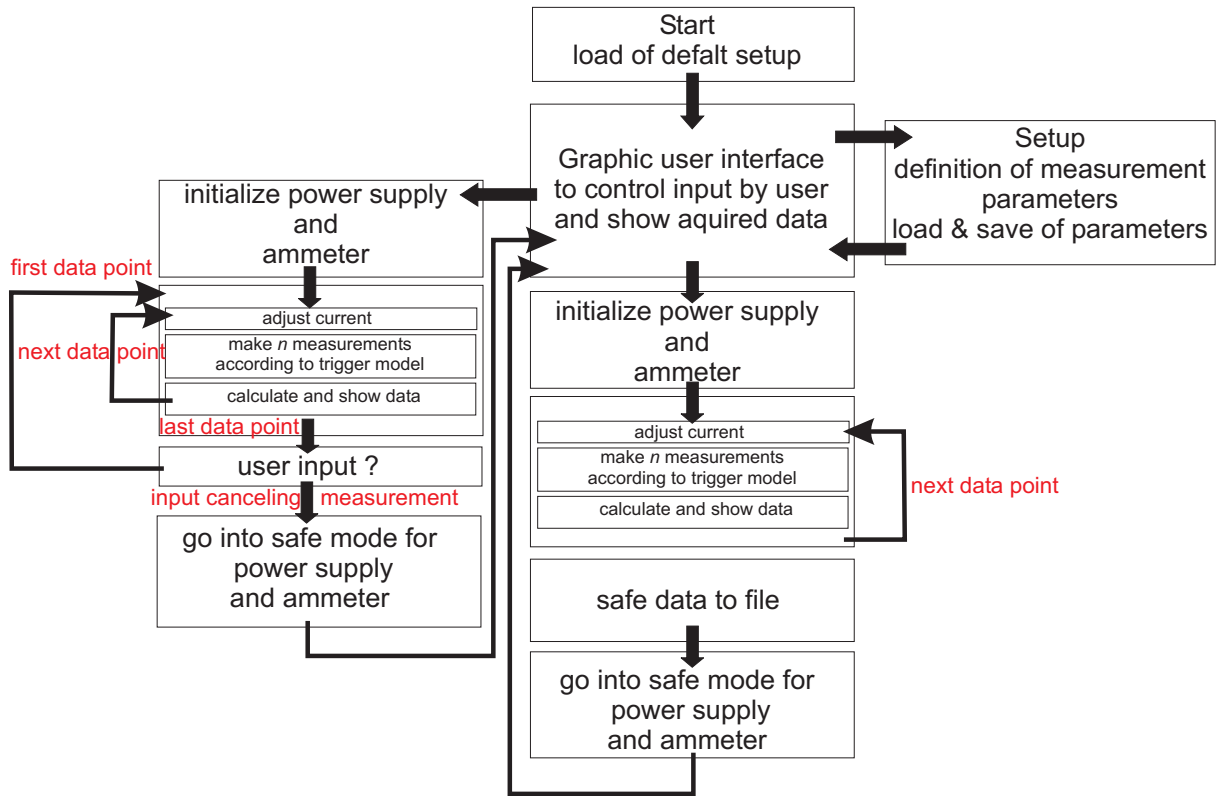 Start
load of defalt setup
Graphic user interface
to control input by user
and show aquired data
Setup
definition of measurement
parameters
load & save of parameters
initialize power supply
and
ammeter
first data point
adjust current
make n measurements
according to trigger model
next data point
calculate and show data
last data point
user input ?
input canceling measurement
go into safe mode for
power supply
and ammeter
initialize power supply
and
ammeter
adjust current
make n measurements
according to trigger model
calculate and show data
next data point
safe data to file
go into safe mode for
power supply
and ammeter